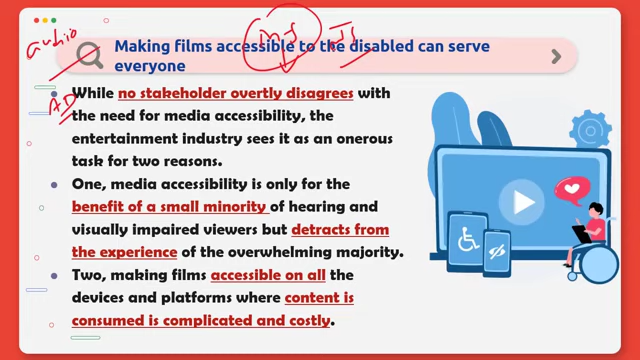 audio
Making films accessible to the disabled can serve
everyone
AD
While no stakeholder overtly disagrees with
the need for media accessibility, the
entertainment industry sees it as an onerous
task for two reasons.
One, media accessibility is only for the
benefit of a small minority of hearing and
visually impaired viewers but detracts from
the experience of the overwhelming majority.
Two, making films accessible on all the
devices and platforms where content is
consumed is complicated and costly.